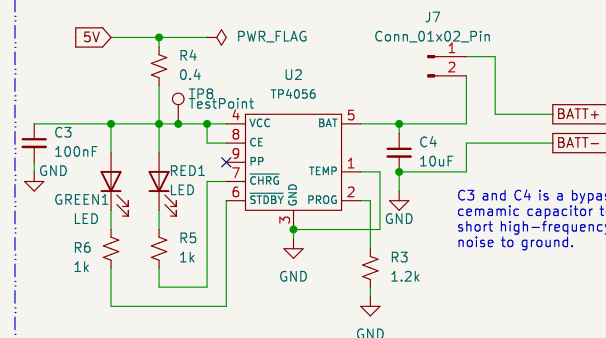 J7
Conn_01x02_Pin
5V
PWR_FLAG
1
2
R4
0.4
U2
TP4056
TP8
TestPoint
BATT+
BATT-
C3
100nF
GND
4
VCC
8
CE
9
PP
7
CHRG
6
STDBY
BAT
5
TEMP
1
PROG
2
GND
3
C4
10uF
GND
GREEN1
LED
RED1
LED
C3 and C4 is a bypas
cemamic capacitor t
short high-frequency
noise to ground.
R6
1k
R5
1k
GND
R3
1.2k
GND